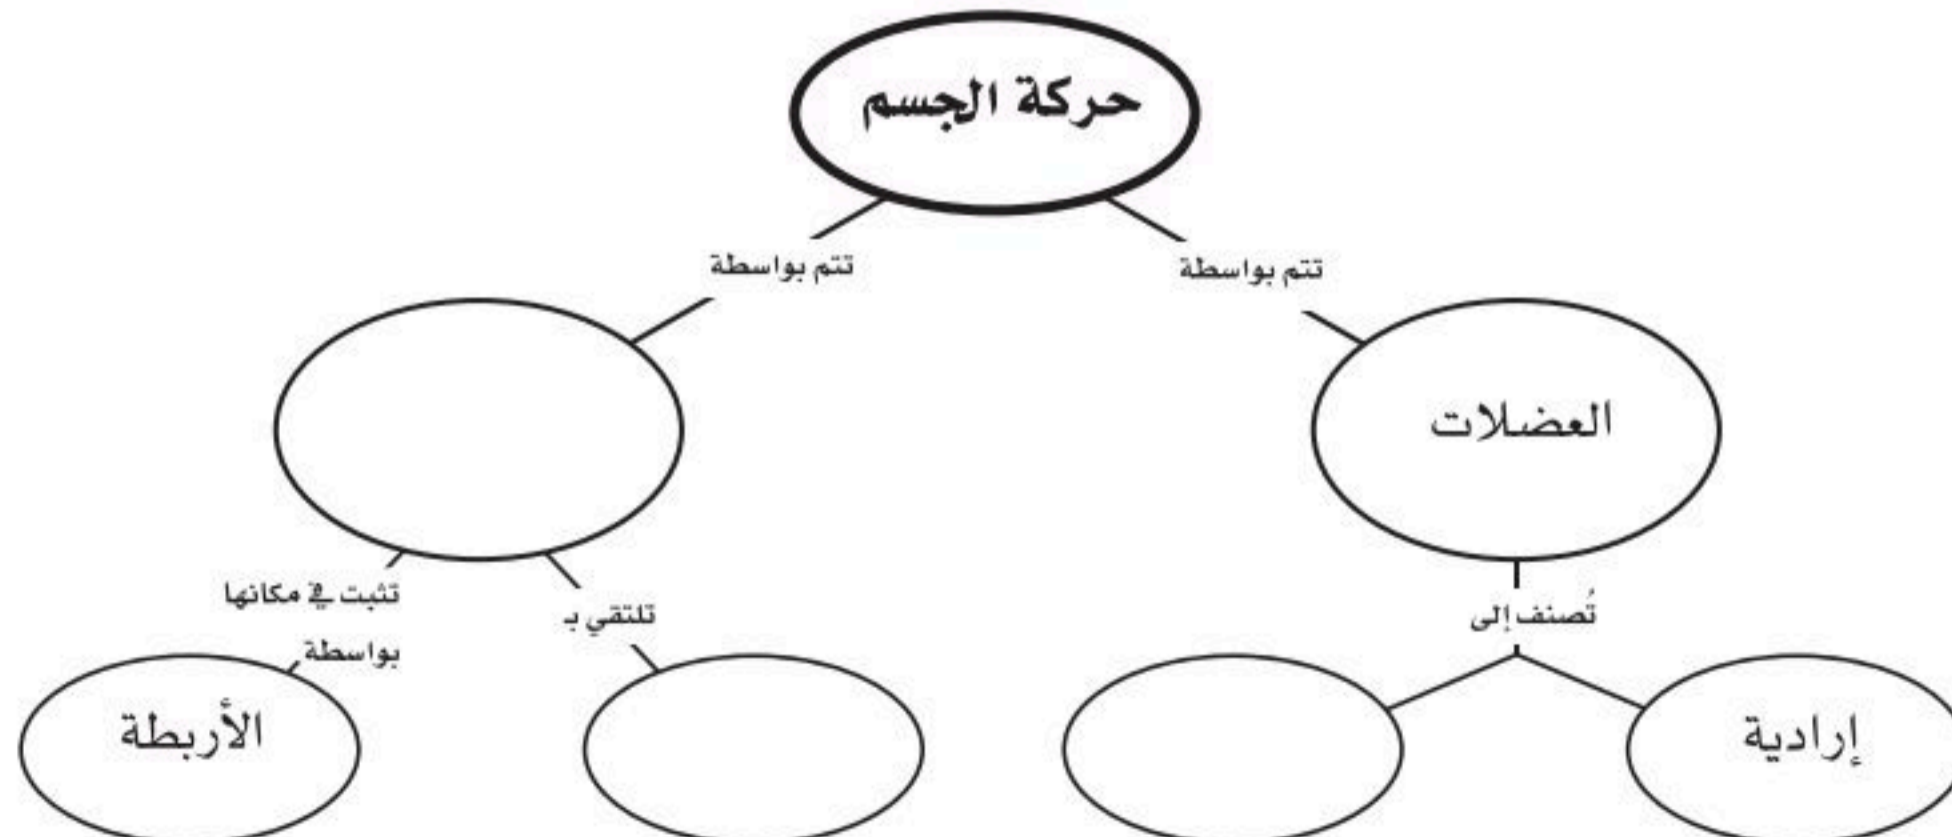 حركة الجسم
تتم بواسطة
تتم بواسطة
العضلات
تُصنف إلى
تلتقي بـ
تثبت في مكانها
بواسطة
إرادية
الأربطة